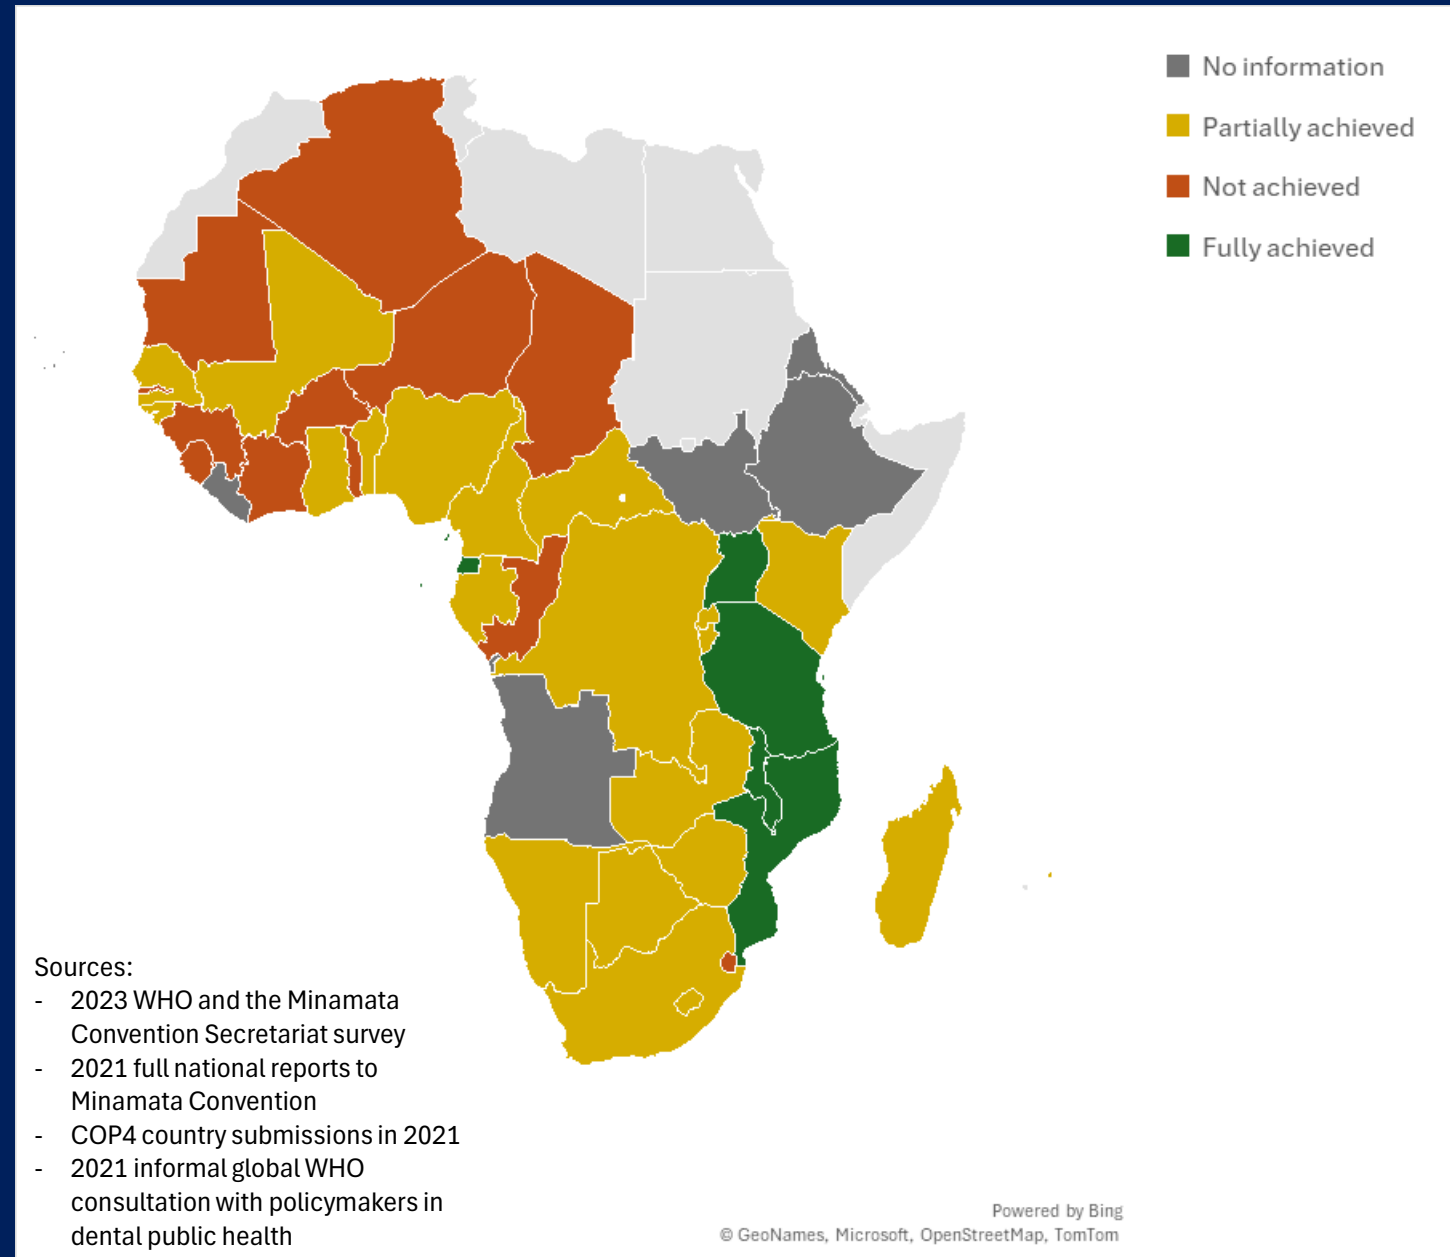 No information
Partially achieved
Not achieved
Fully achieved
Sources:
- 2023 WHO and the Minamata
Convention Secretariat survey
- 2021 full national reports to
Minamata Convention
- COP4 country submissions in 2021
- 2021 informal global WHO
consultation with policymakers in
dental public health
Powered by Bing
© GeoNames, Microsoft, OpenStreetMap, TomTom